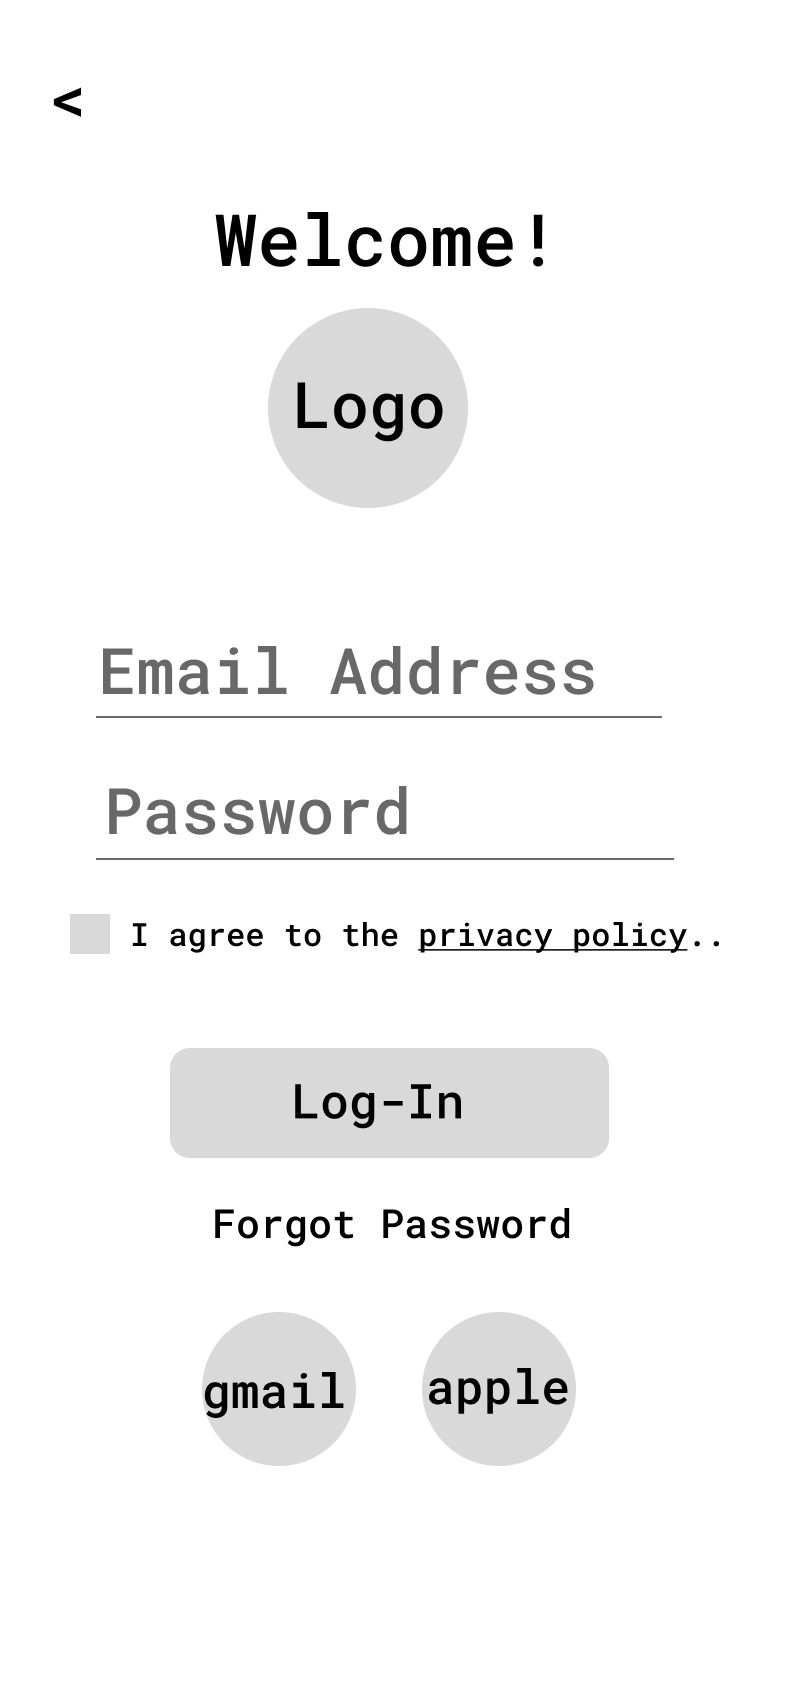 <
Welcome!
Logo
Email Address
Password
I agree to the privacy policy..
Log-In
Forgot Password
gmail apple